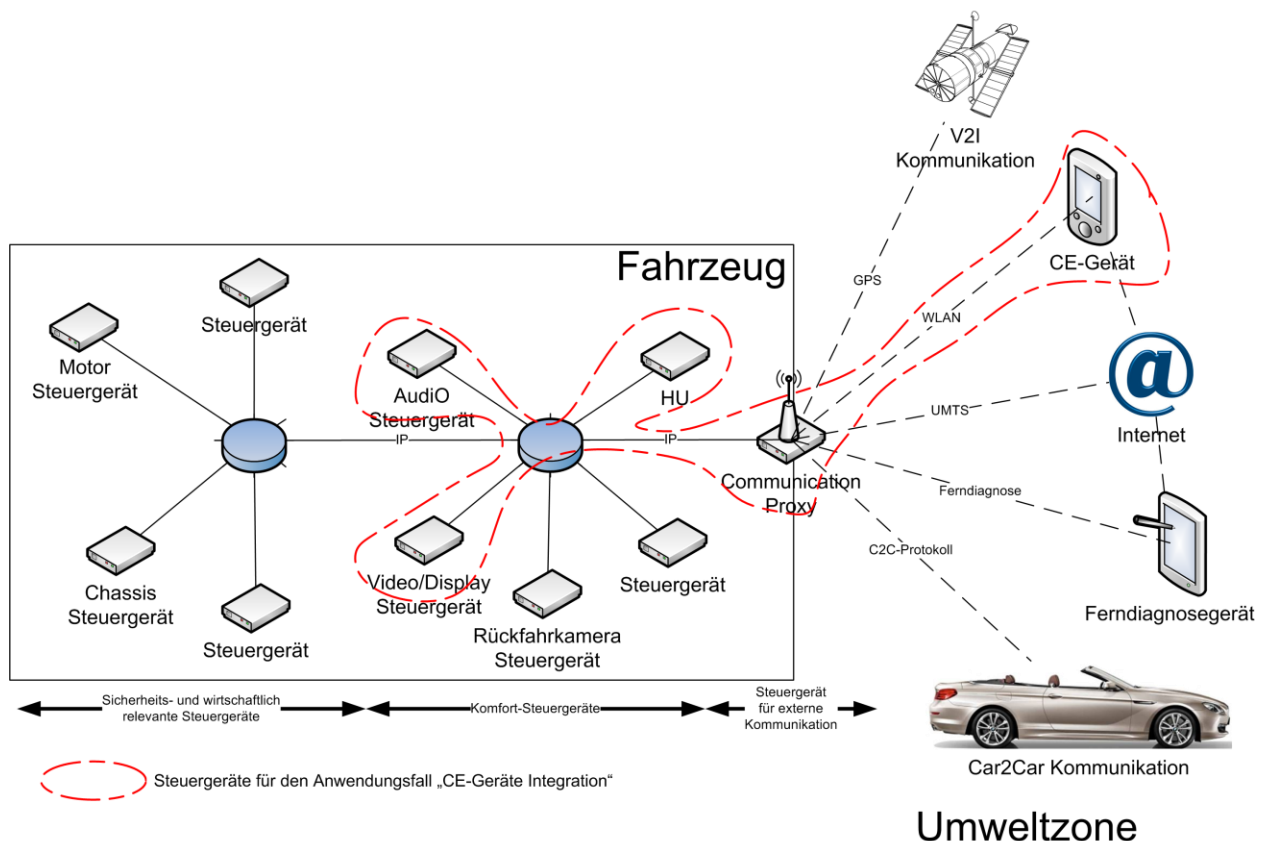 V2I
Kommunikation
Fahrzeug
CE-Gerät
GPS
Steuergerät
WLAN
Motor
Steuergerät
AudiO
Steuergerät
HU
UMTS
Internet
IP
IP
Communication
Proxy
Ferndiagnose
C2C-Protokoll
Chassis
Steuergerät
Video/Display
Steuergerät
Steuergerät
Ferndiagnosegerät
Steuergerät
Rückfahrkamera
Steuergerät
Sicherheits- und wirtschaftlich
relevante Steuergeräte
Komfort-Steuergeräte
Steuergerät
für externe
Kommunikation
Car2Car Kommunikation
Steuergeräte für den Anwendungsfall „CE-Geräte Integration“
Umweltzone
@